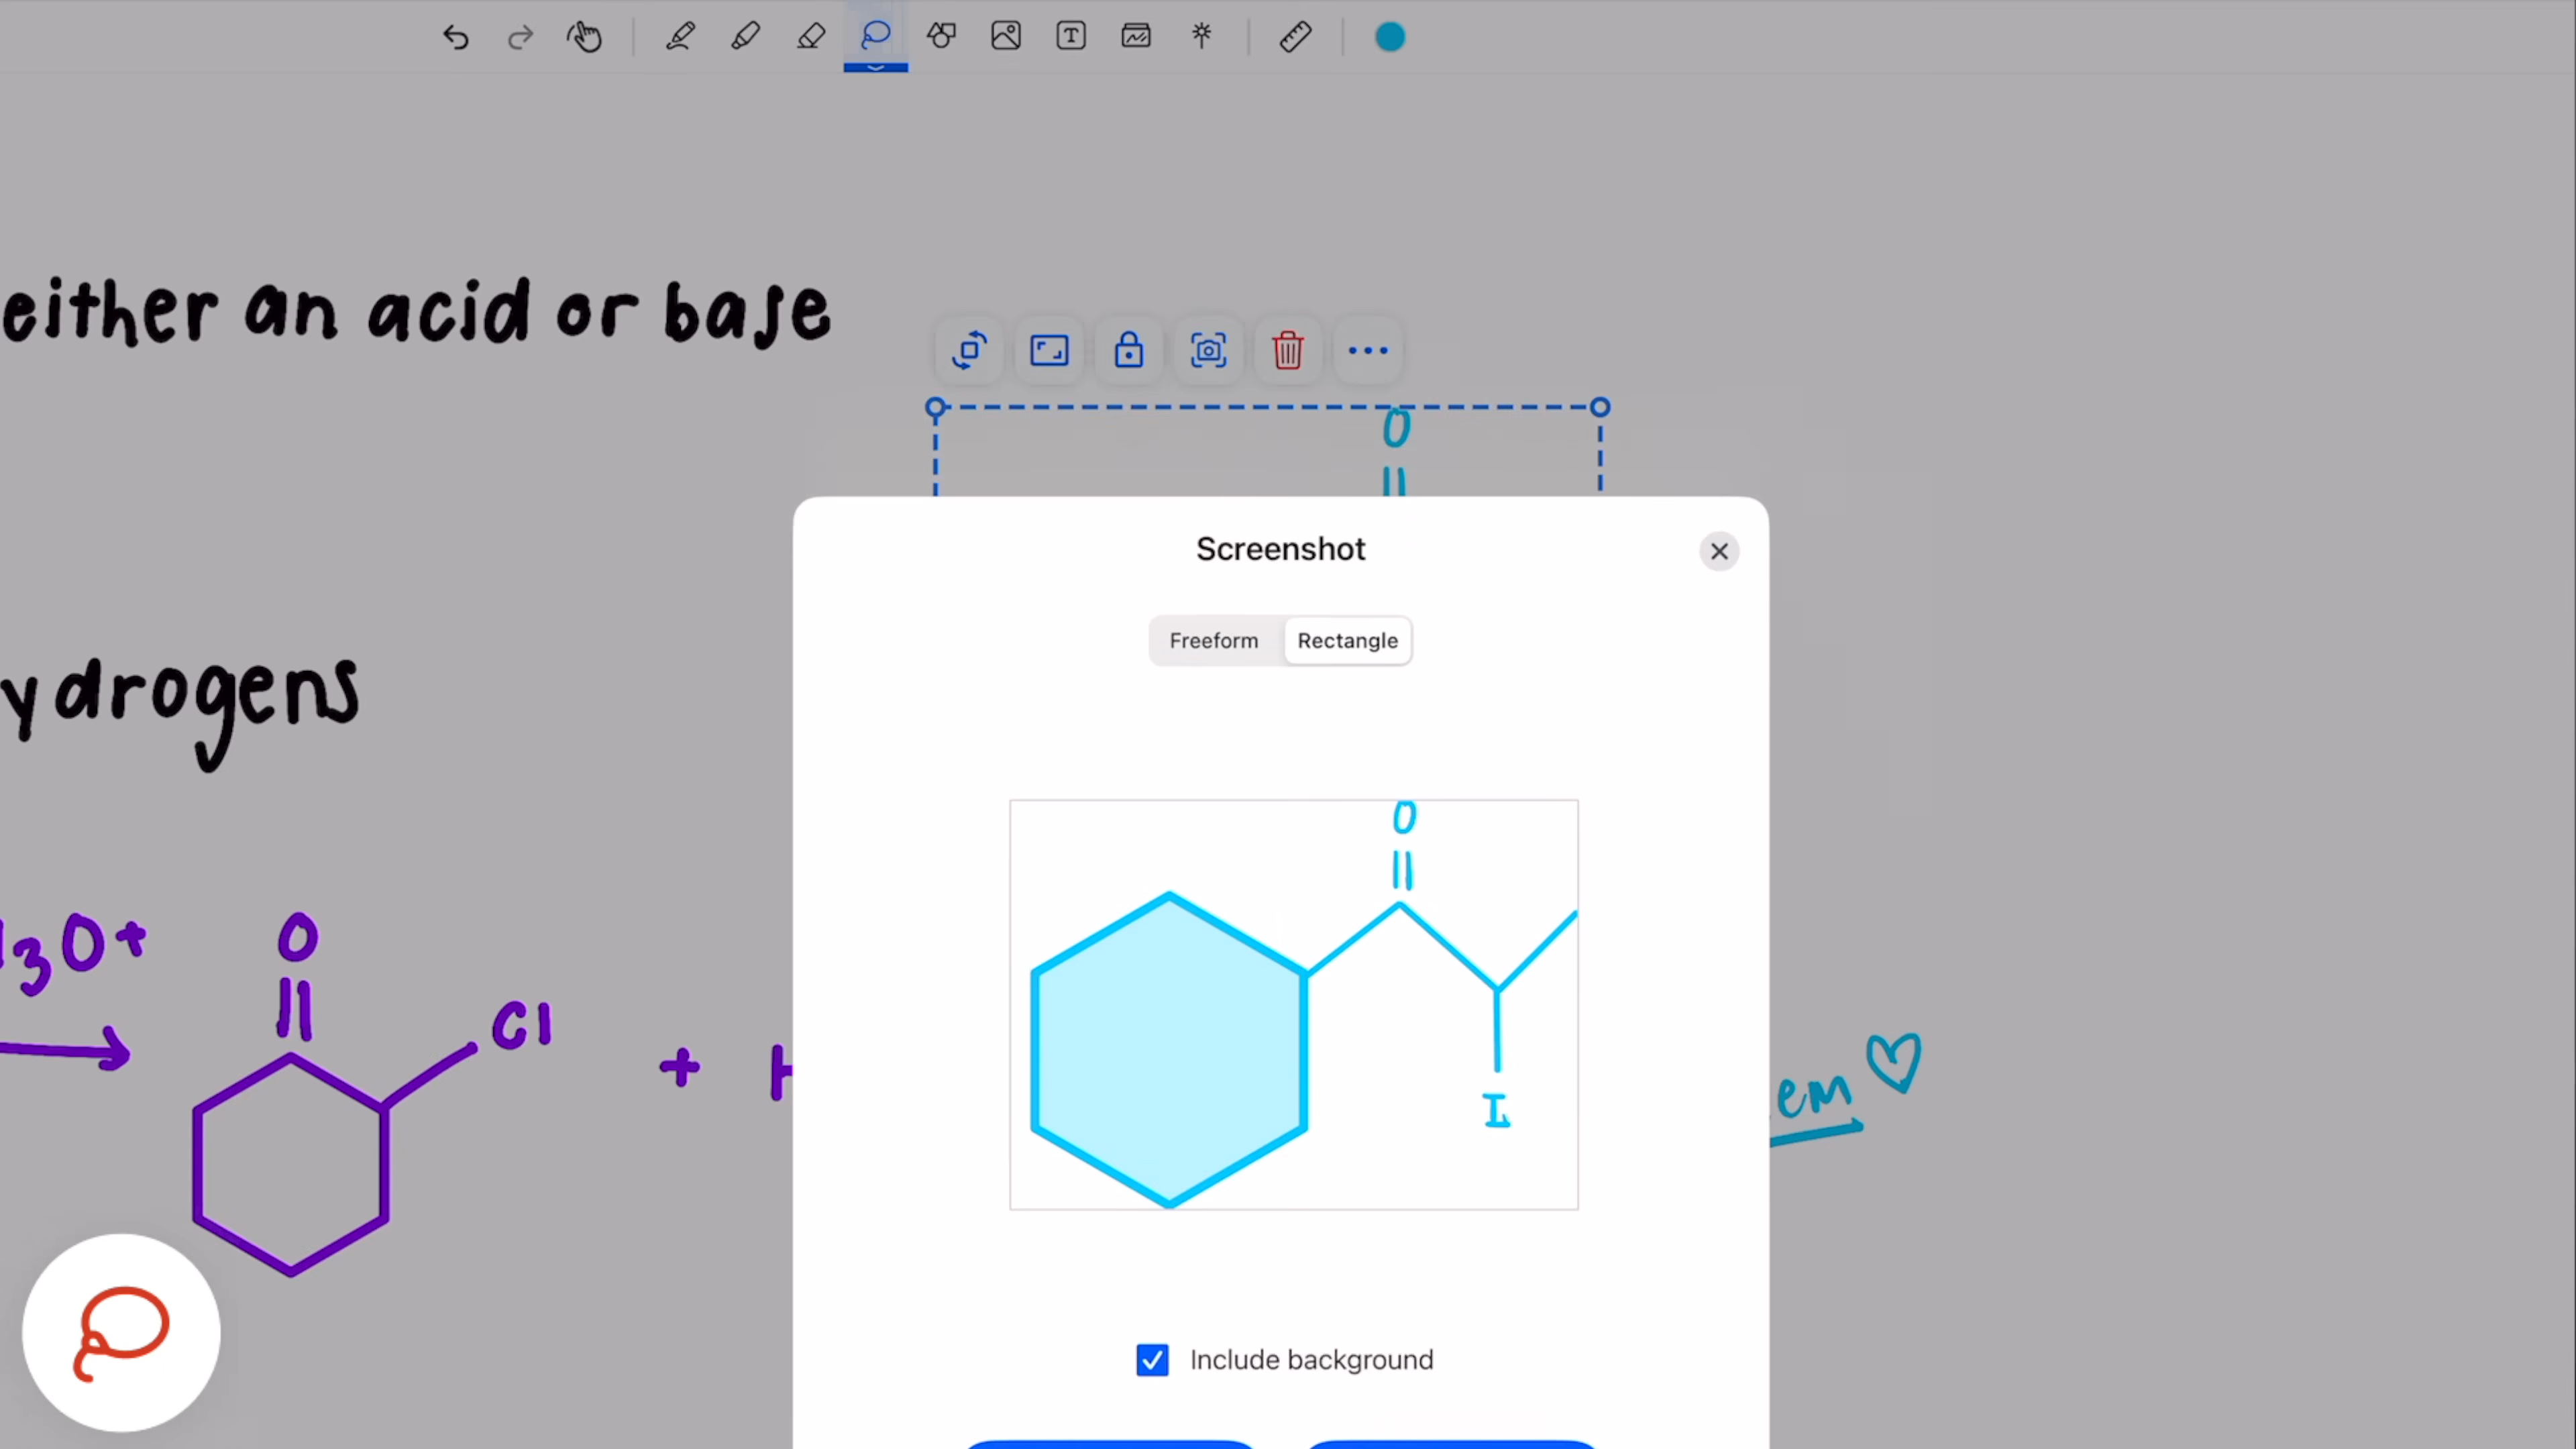 either an acid or base
O
Screenshot
Freeform Rectangle
ydrogens
O
I
3O+
O
Cl
+
em ♡
Include background